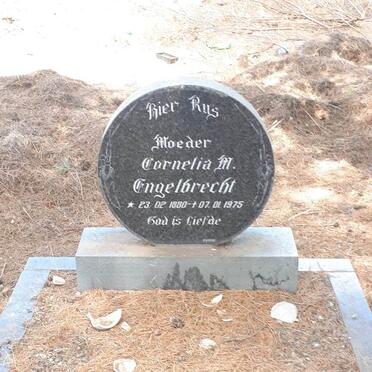 Hier Rus
Moeder
Cornelia M.
Engelbrecht
★ 23. 02 1880 ✝ 07. 01. 1975
God is Liefde